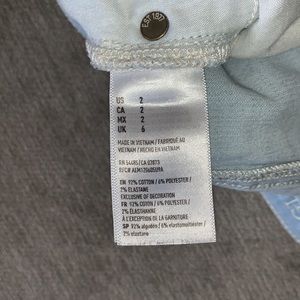 EST 1977
US 2
CA 2
MX 2
UK 6
MADE IN VIETNAM / FABRIQUÉ AU
VIETNAM / HECHO EN VIETNAM
RN 54485/CA 07873
EN 92% COTTON / 6% POLYESTER /
2% ELASTANE
EXCLUSIVE OF DECORATION
FR 92% COTON / 6% POLYESTER /
2% ÉLASTHANNE
À L'EXCEPTION DE LA GARNITURE
SP 92% algodón / 6% elastomultiéster /
2% elastano